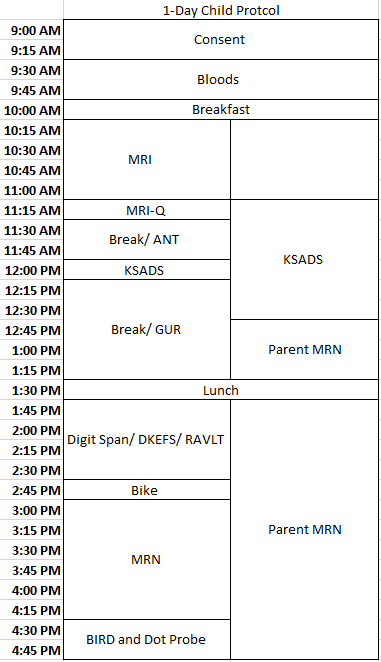 1-Day Child Protcol
9:00 AM
Consent
9:15 AM
9:30 AM
Bloods
9:45 AM
10:00 AM Breakfast
10:15 AM
10:30 AM
MRI
10:45 AM
11:00 AM
11:15 AM MRI-Q
11:30 AM
Break/ ANT
11:45 AM
KSADS
12:00 PM KSADS
12:15 PM
12:30 PM
Break/ GUR
12:45 PM
1:00 PM Parent MRN
1:15 PM
1:30 PM Lunch
1:45 PM
2:00 PM
Digit Span/ DKEFS/ RAVLT
2:15 PM
2:30 PM
2:45 PM Bike
3:00 PM
3:15 PM Parent MRN
3:30 PM
MRN
3:45 PM
4:00 PM
4:15 PM
4:30 PM
BIRD and Dot Probe
4:45 PM